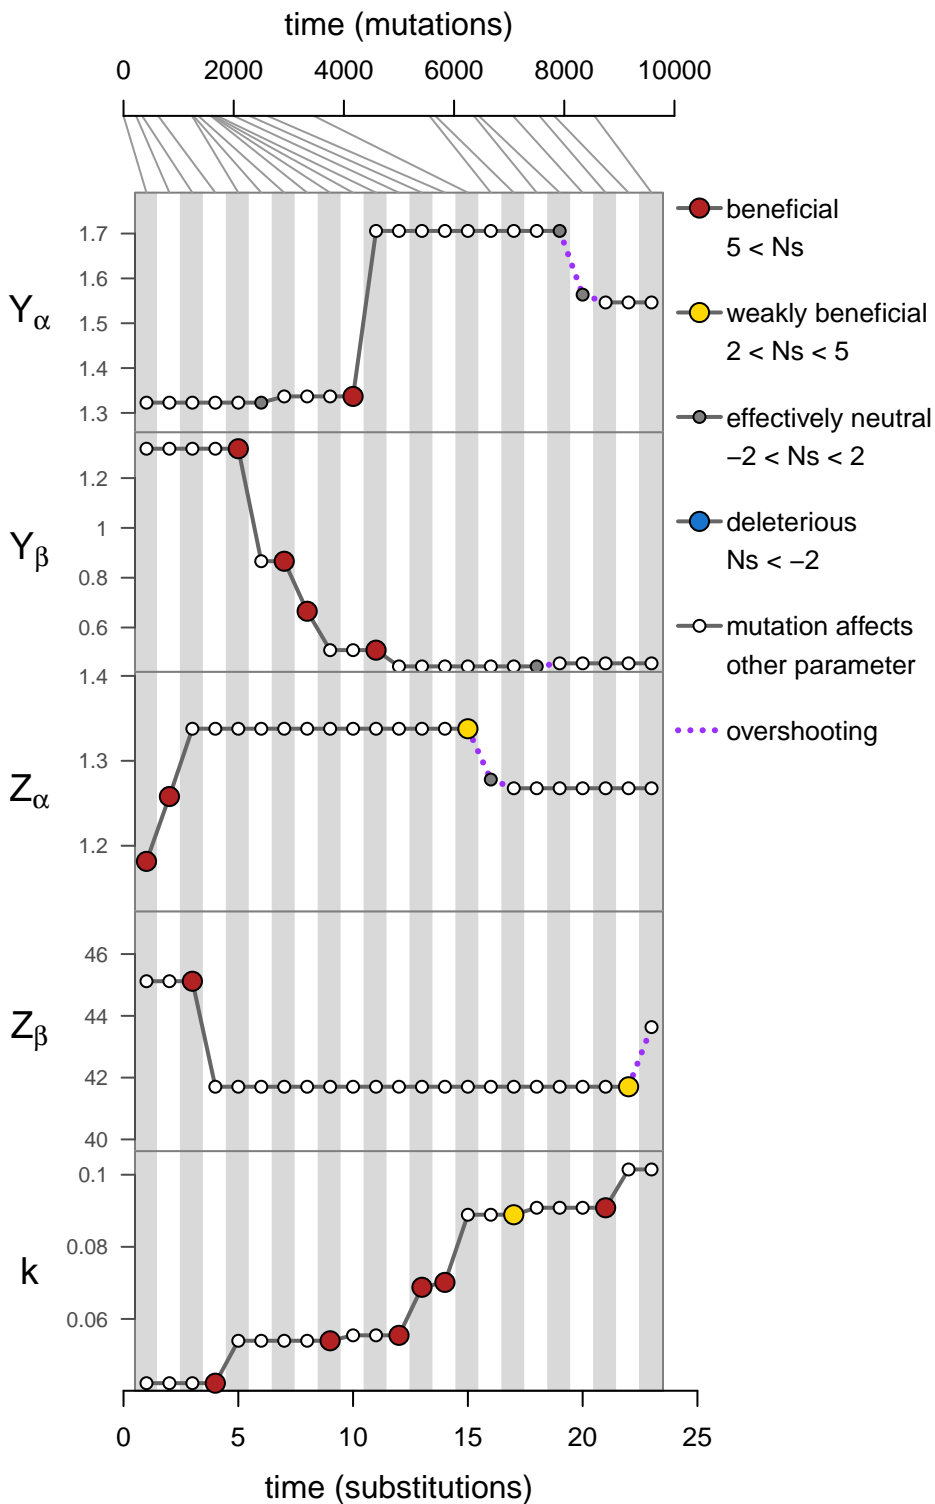 time (mutations)
0 2000 4000 6000 8000 10000
Yα
1.7
1.6
1.5
1.4
1.3
Yβ
1.2
1
0.8
0.6
Zα
1.4
1.3
1.2
Zβ
46
44
42
40
k
0.1
0.08
0.06
0 5 10 15 20 25
time (substitutions)
beneficial
5 < Ns
weakly beneficial
2 < Ns < 5
effectively neutral
−2 < Ns < 2
deleterious
Ns < −2
mutation affects
other parameter
overshooting